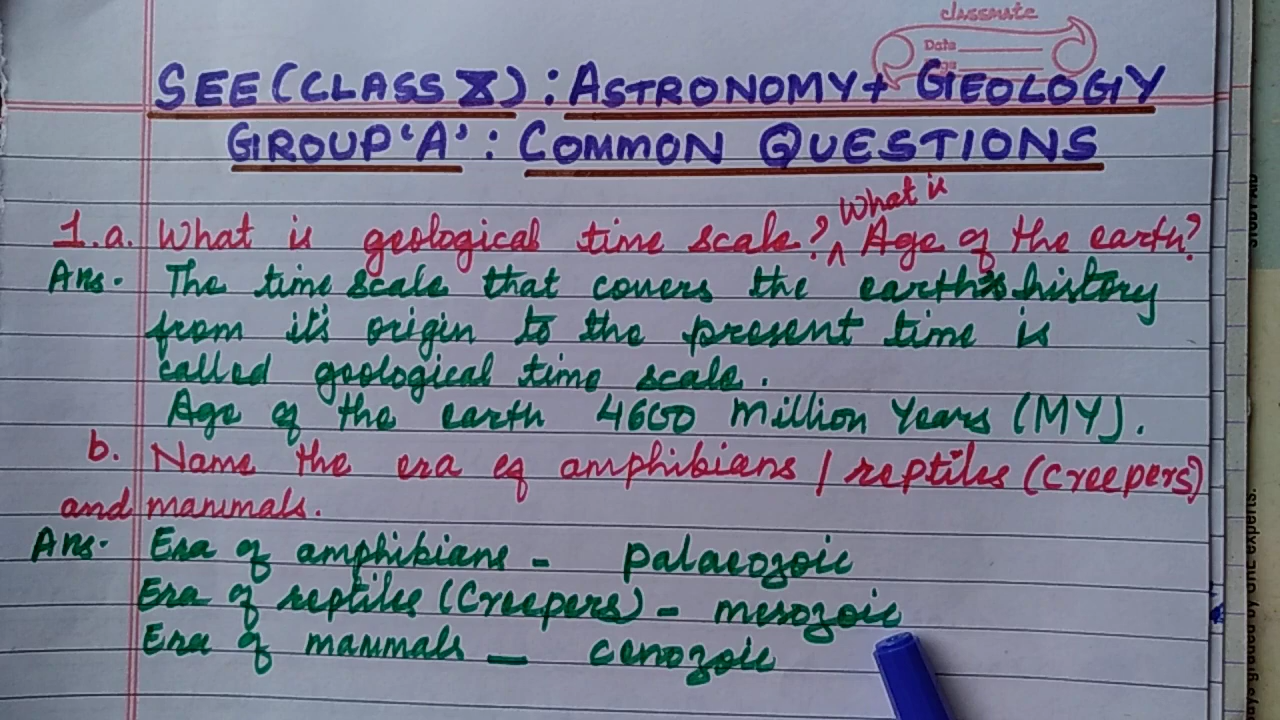 classmate
Date
SEE (CLASS X) : ASTRONOMY + GEOLOGY
GROUP 'A' : COMMON QUESTIONS
What is
1.a. What is geological time scale? ^ Age of the earth?
Ans. The time scale that covers the earth's history
from it's origin to the present time is
called geological time scale.
Age of the earth 4600 Million Years (MY).
b. Name the era of amphibians / reptiles (Creepers)
and mammals.
Ans. Era of amphibians - Palaeozoic
Era of reptiles (Creepers) - mesozoic
Era of mammals - cenozoic